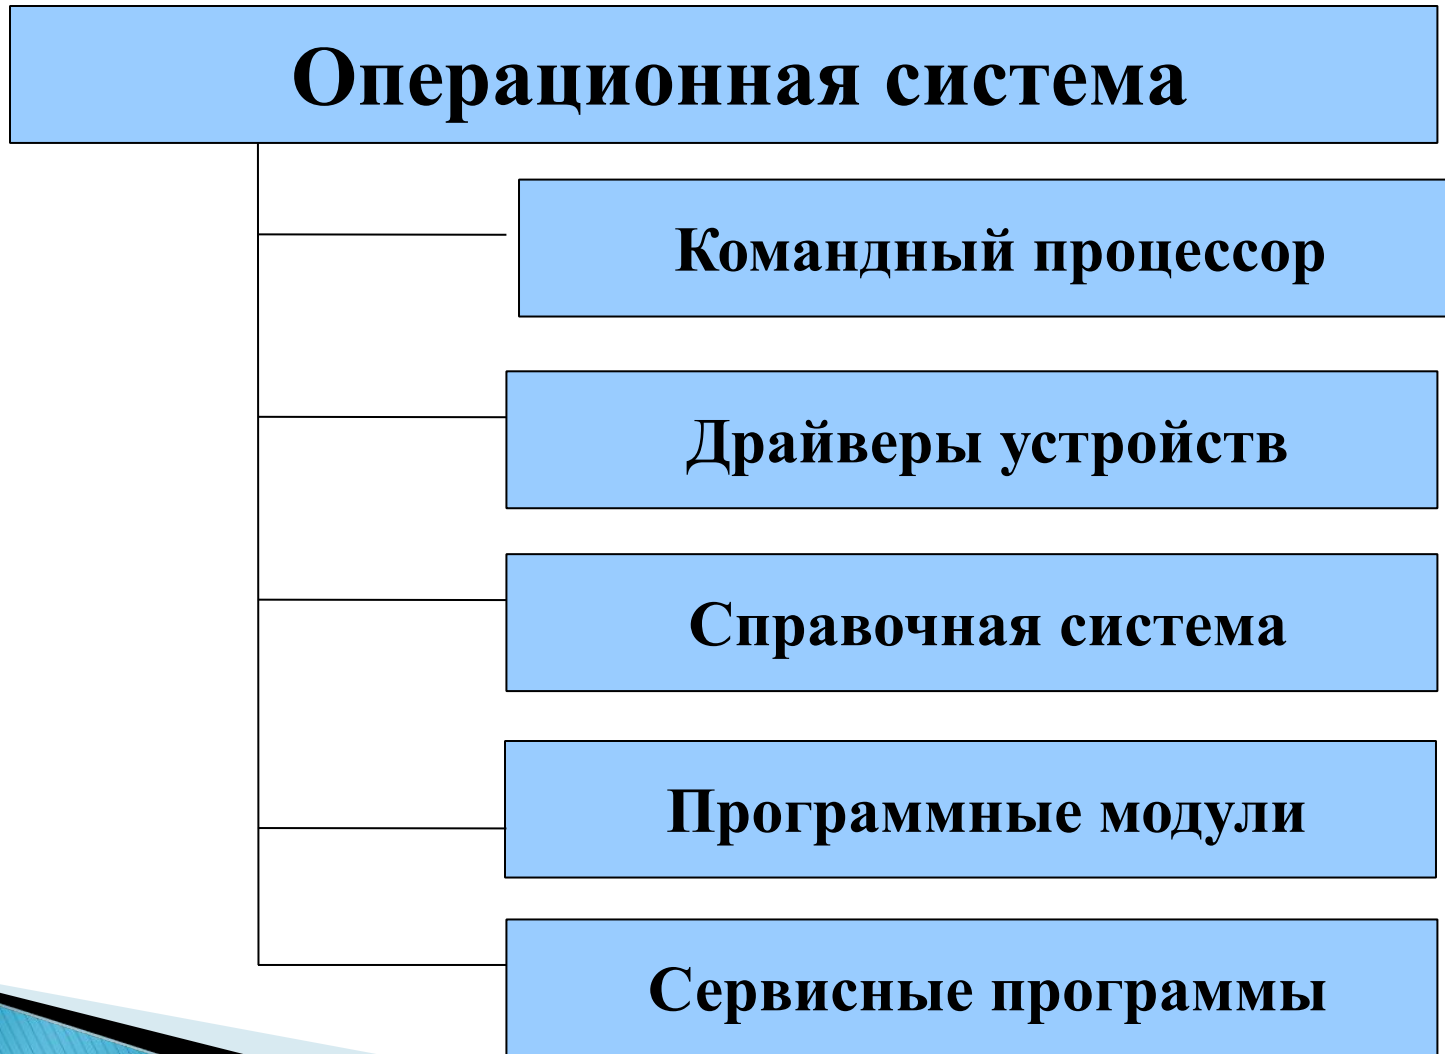 Операционная система
Командный процессор
Драйверы устройств
Справочная система
Программные модули
Сервисные программы